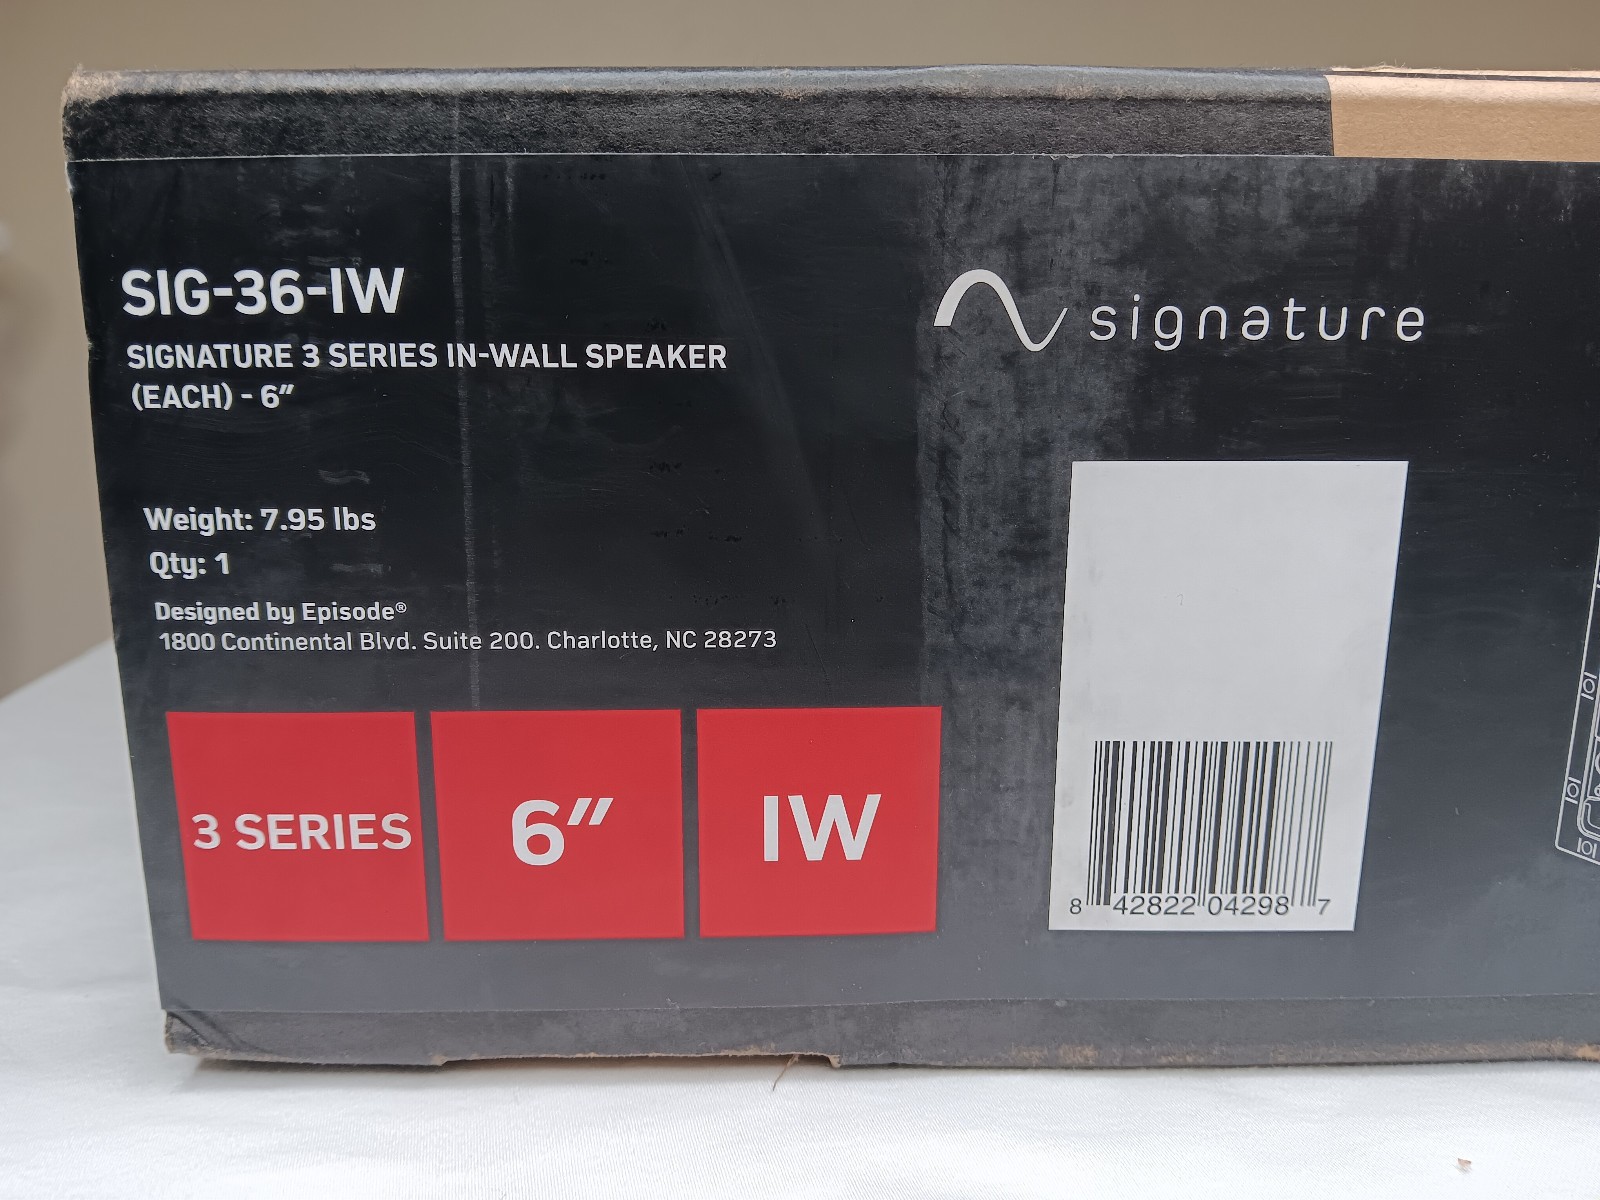 SIG-36-IW
SIGNATURE 3 SERIES IN-WALL SPEAKER
(EACH) - 6"
Weight: 7.95 lbs
Qty: 1
Designed by Episode®
1800 Continental Blvd. Suite 200. Charlotte, NC 28273
3 SERIES
6"
IW
signature
8 42822 04298 7